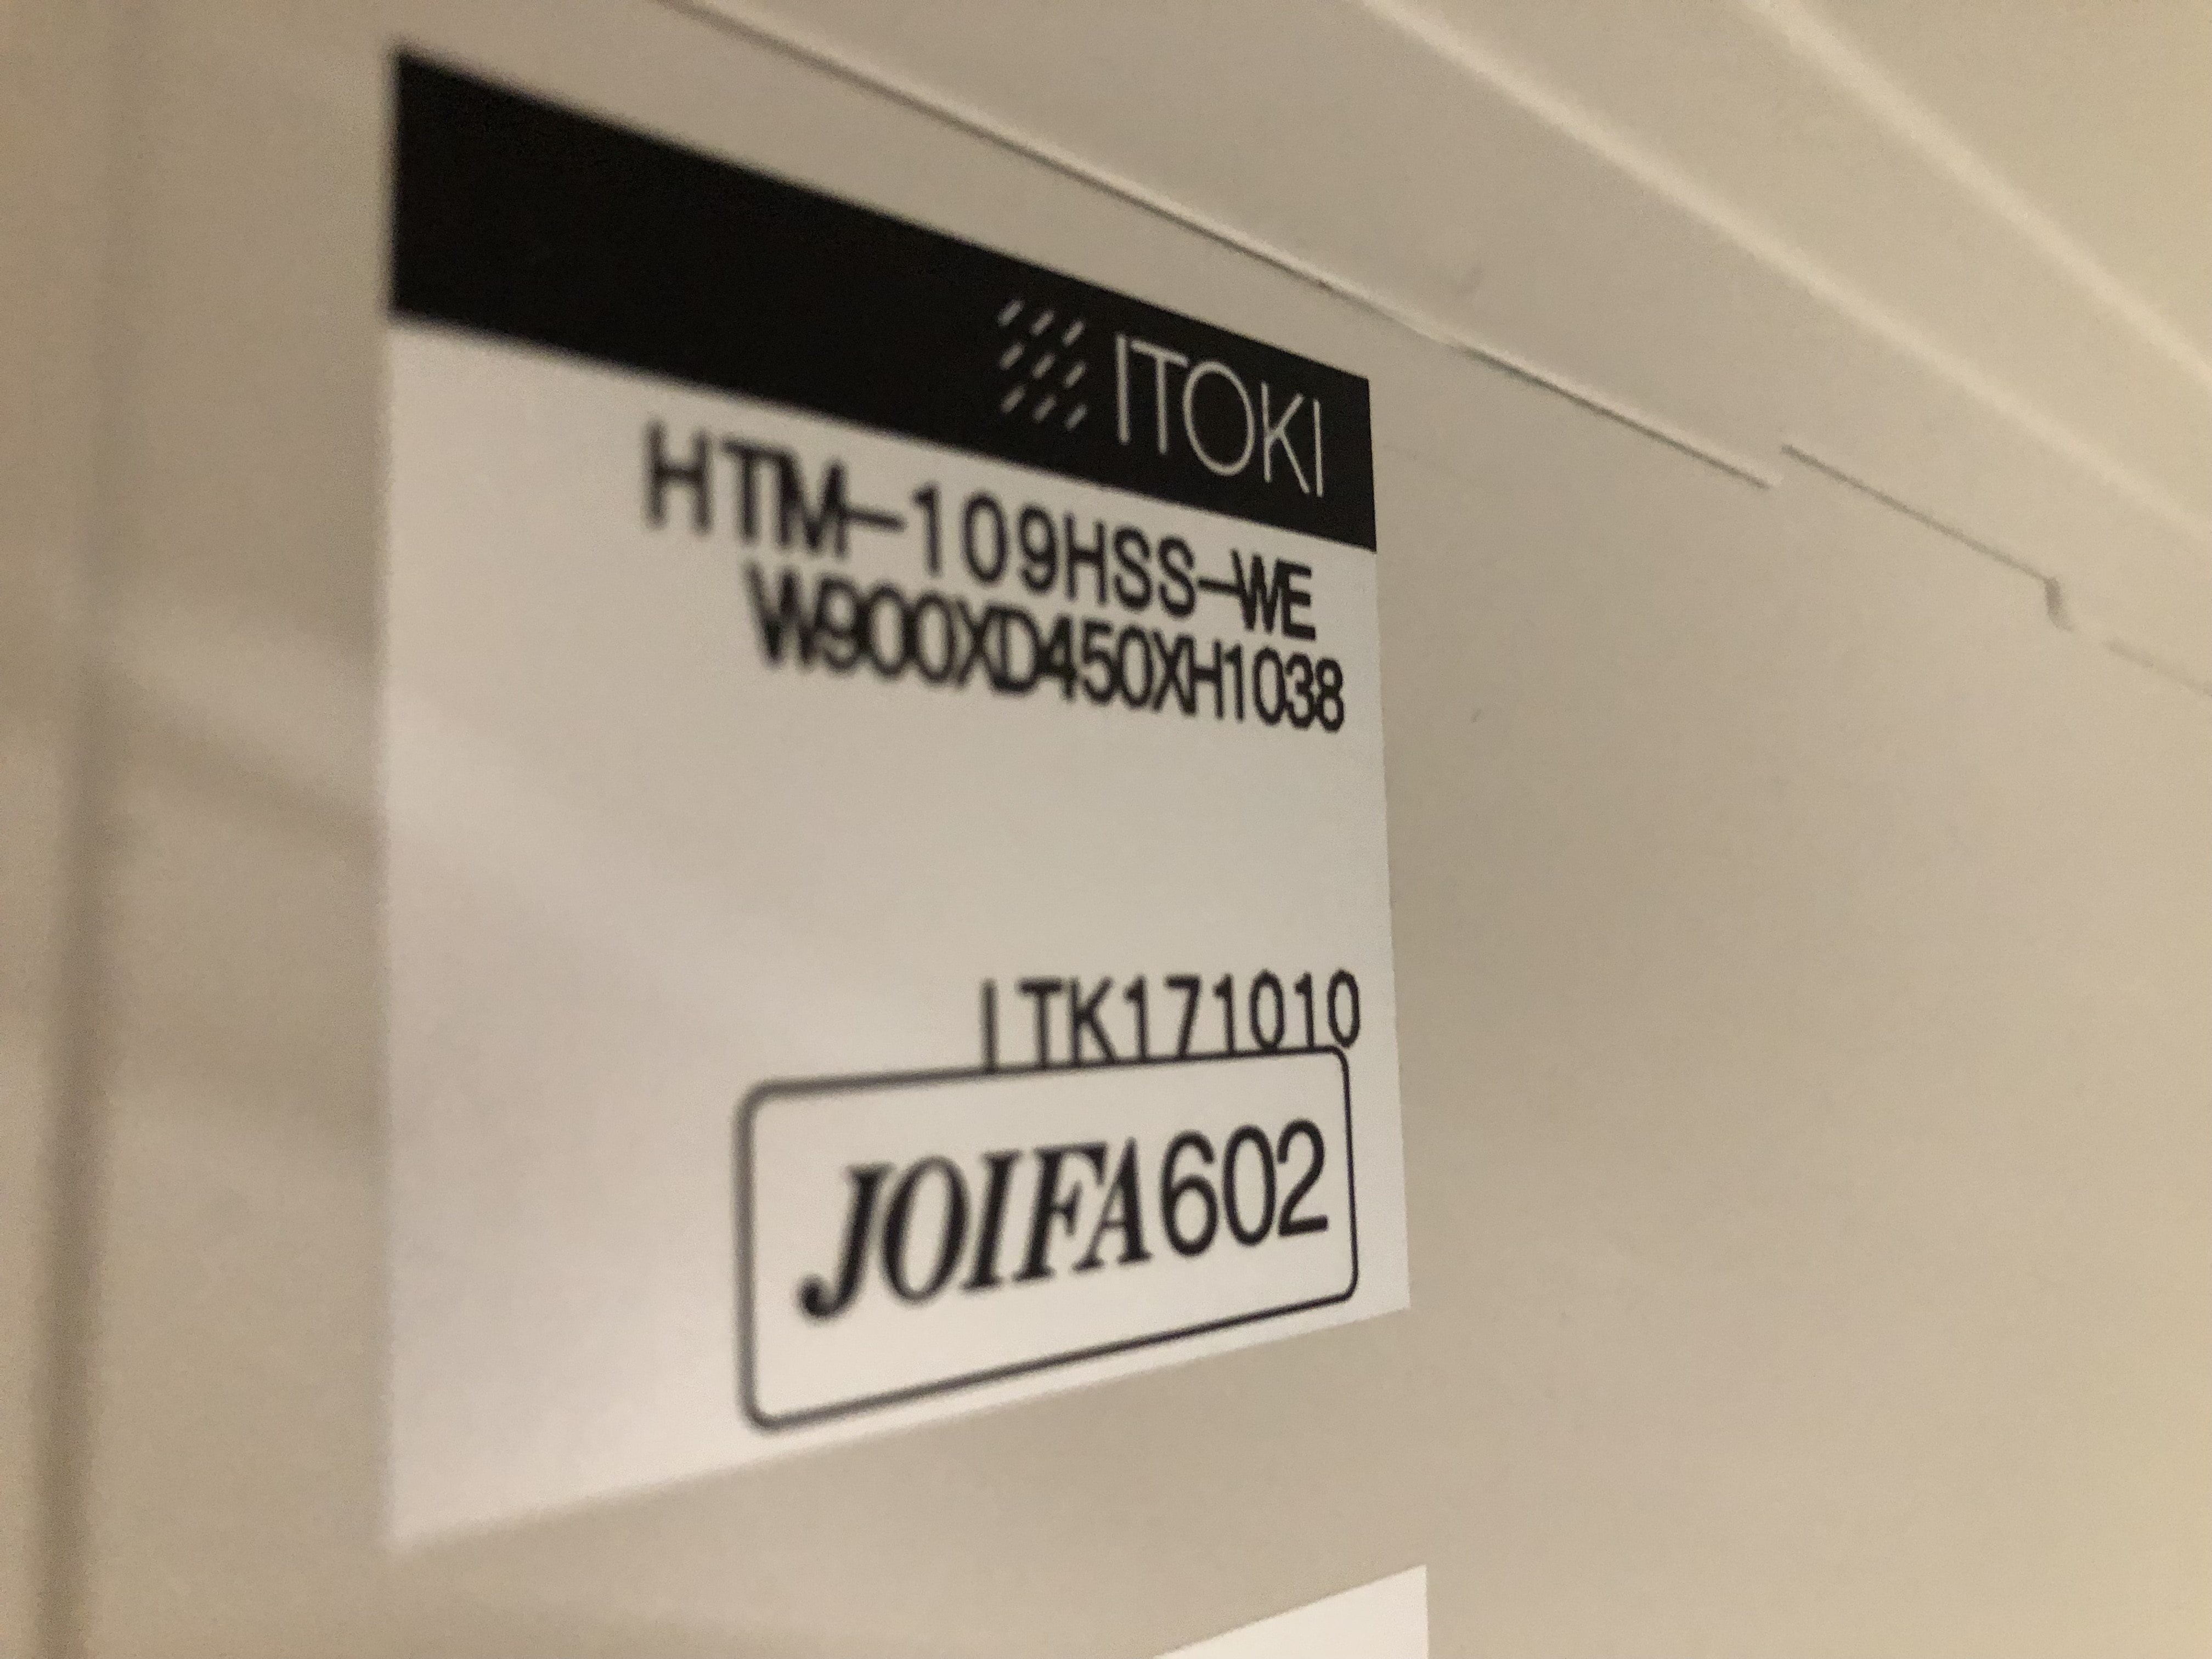 ITOKI
HTM-109HSS-WE
W900XD450XH1038
ITK171010
JOIFA602